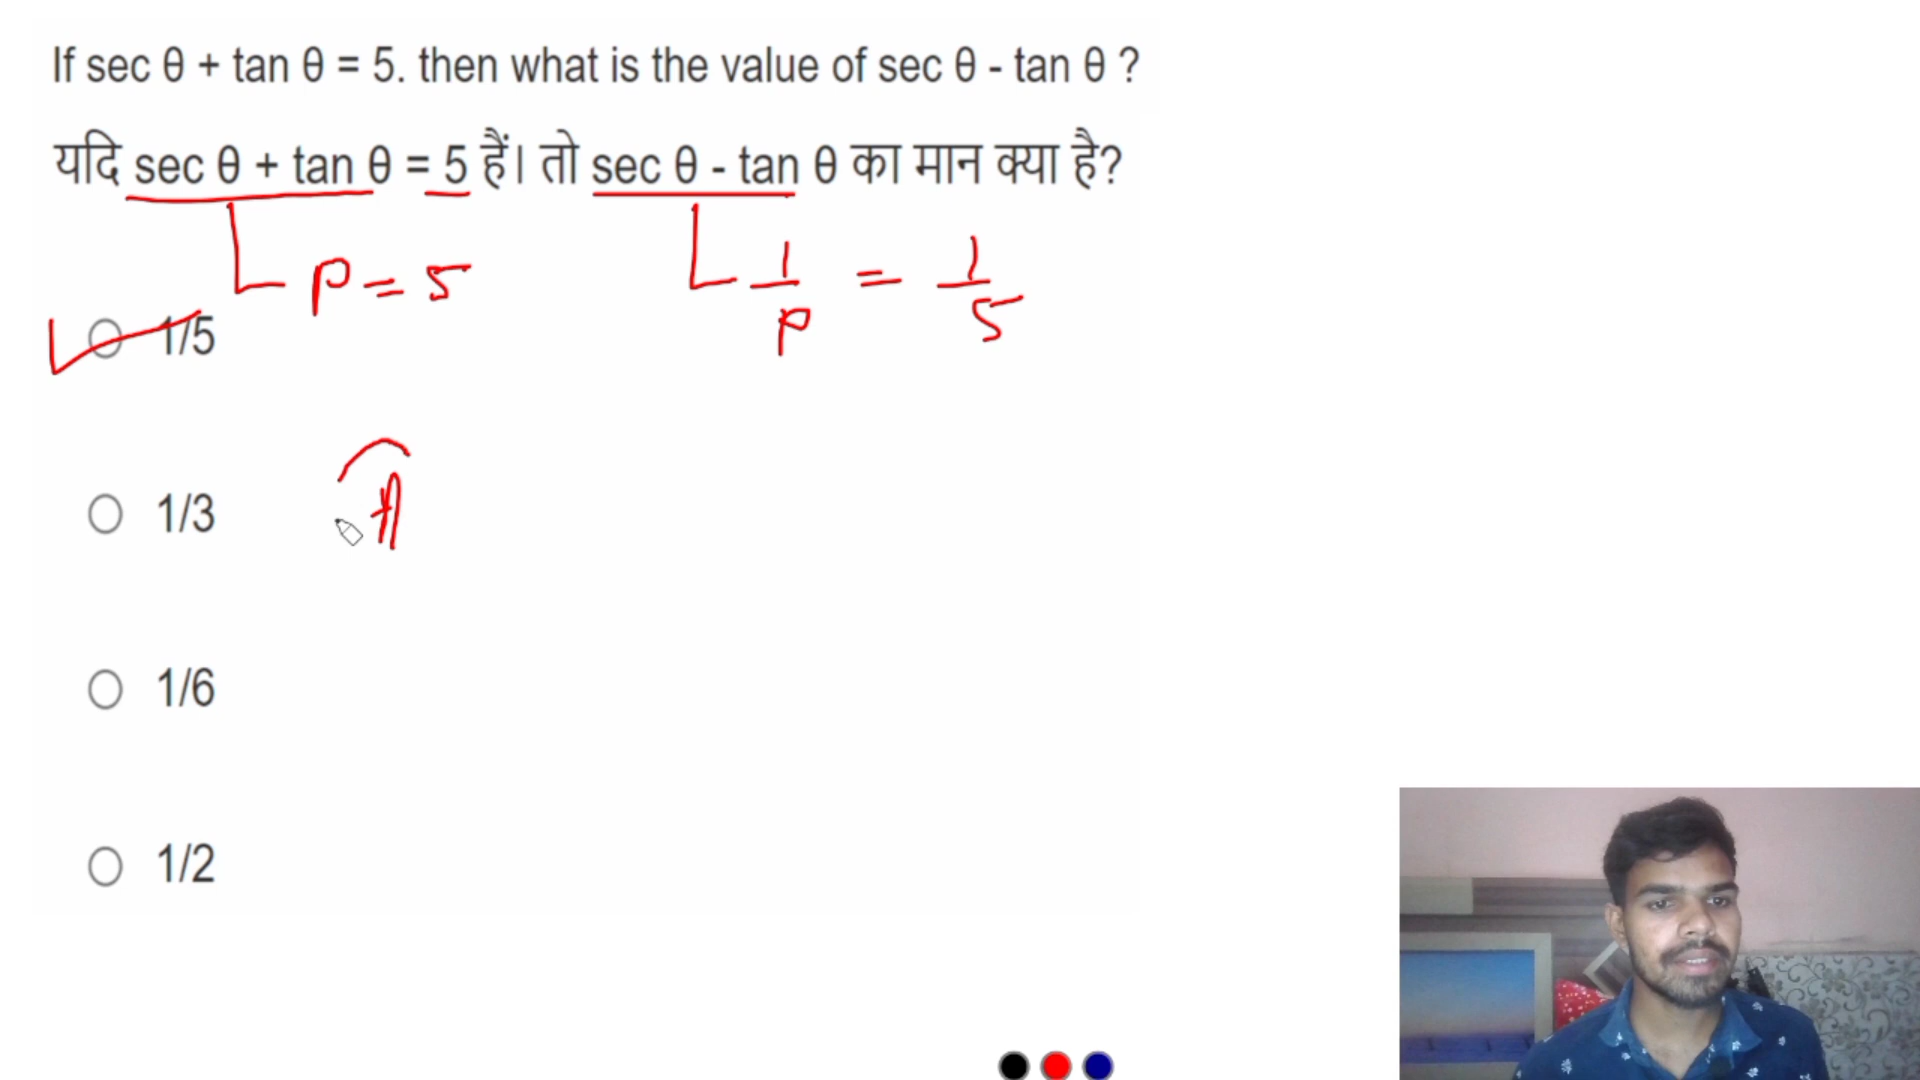 If sec θ + tan θ = 5. then what is the value of sec θ - tan θ ?
यदि sec θ + tan θ = 5 हैं। तो sec θ - tan θ का मान क्या है?
P = 5
1/P = 1/5
1/5
1/3
A
1/6
1/2